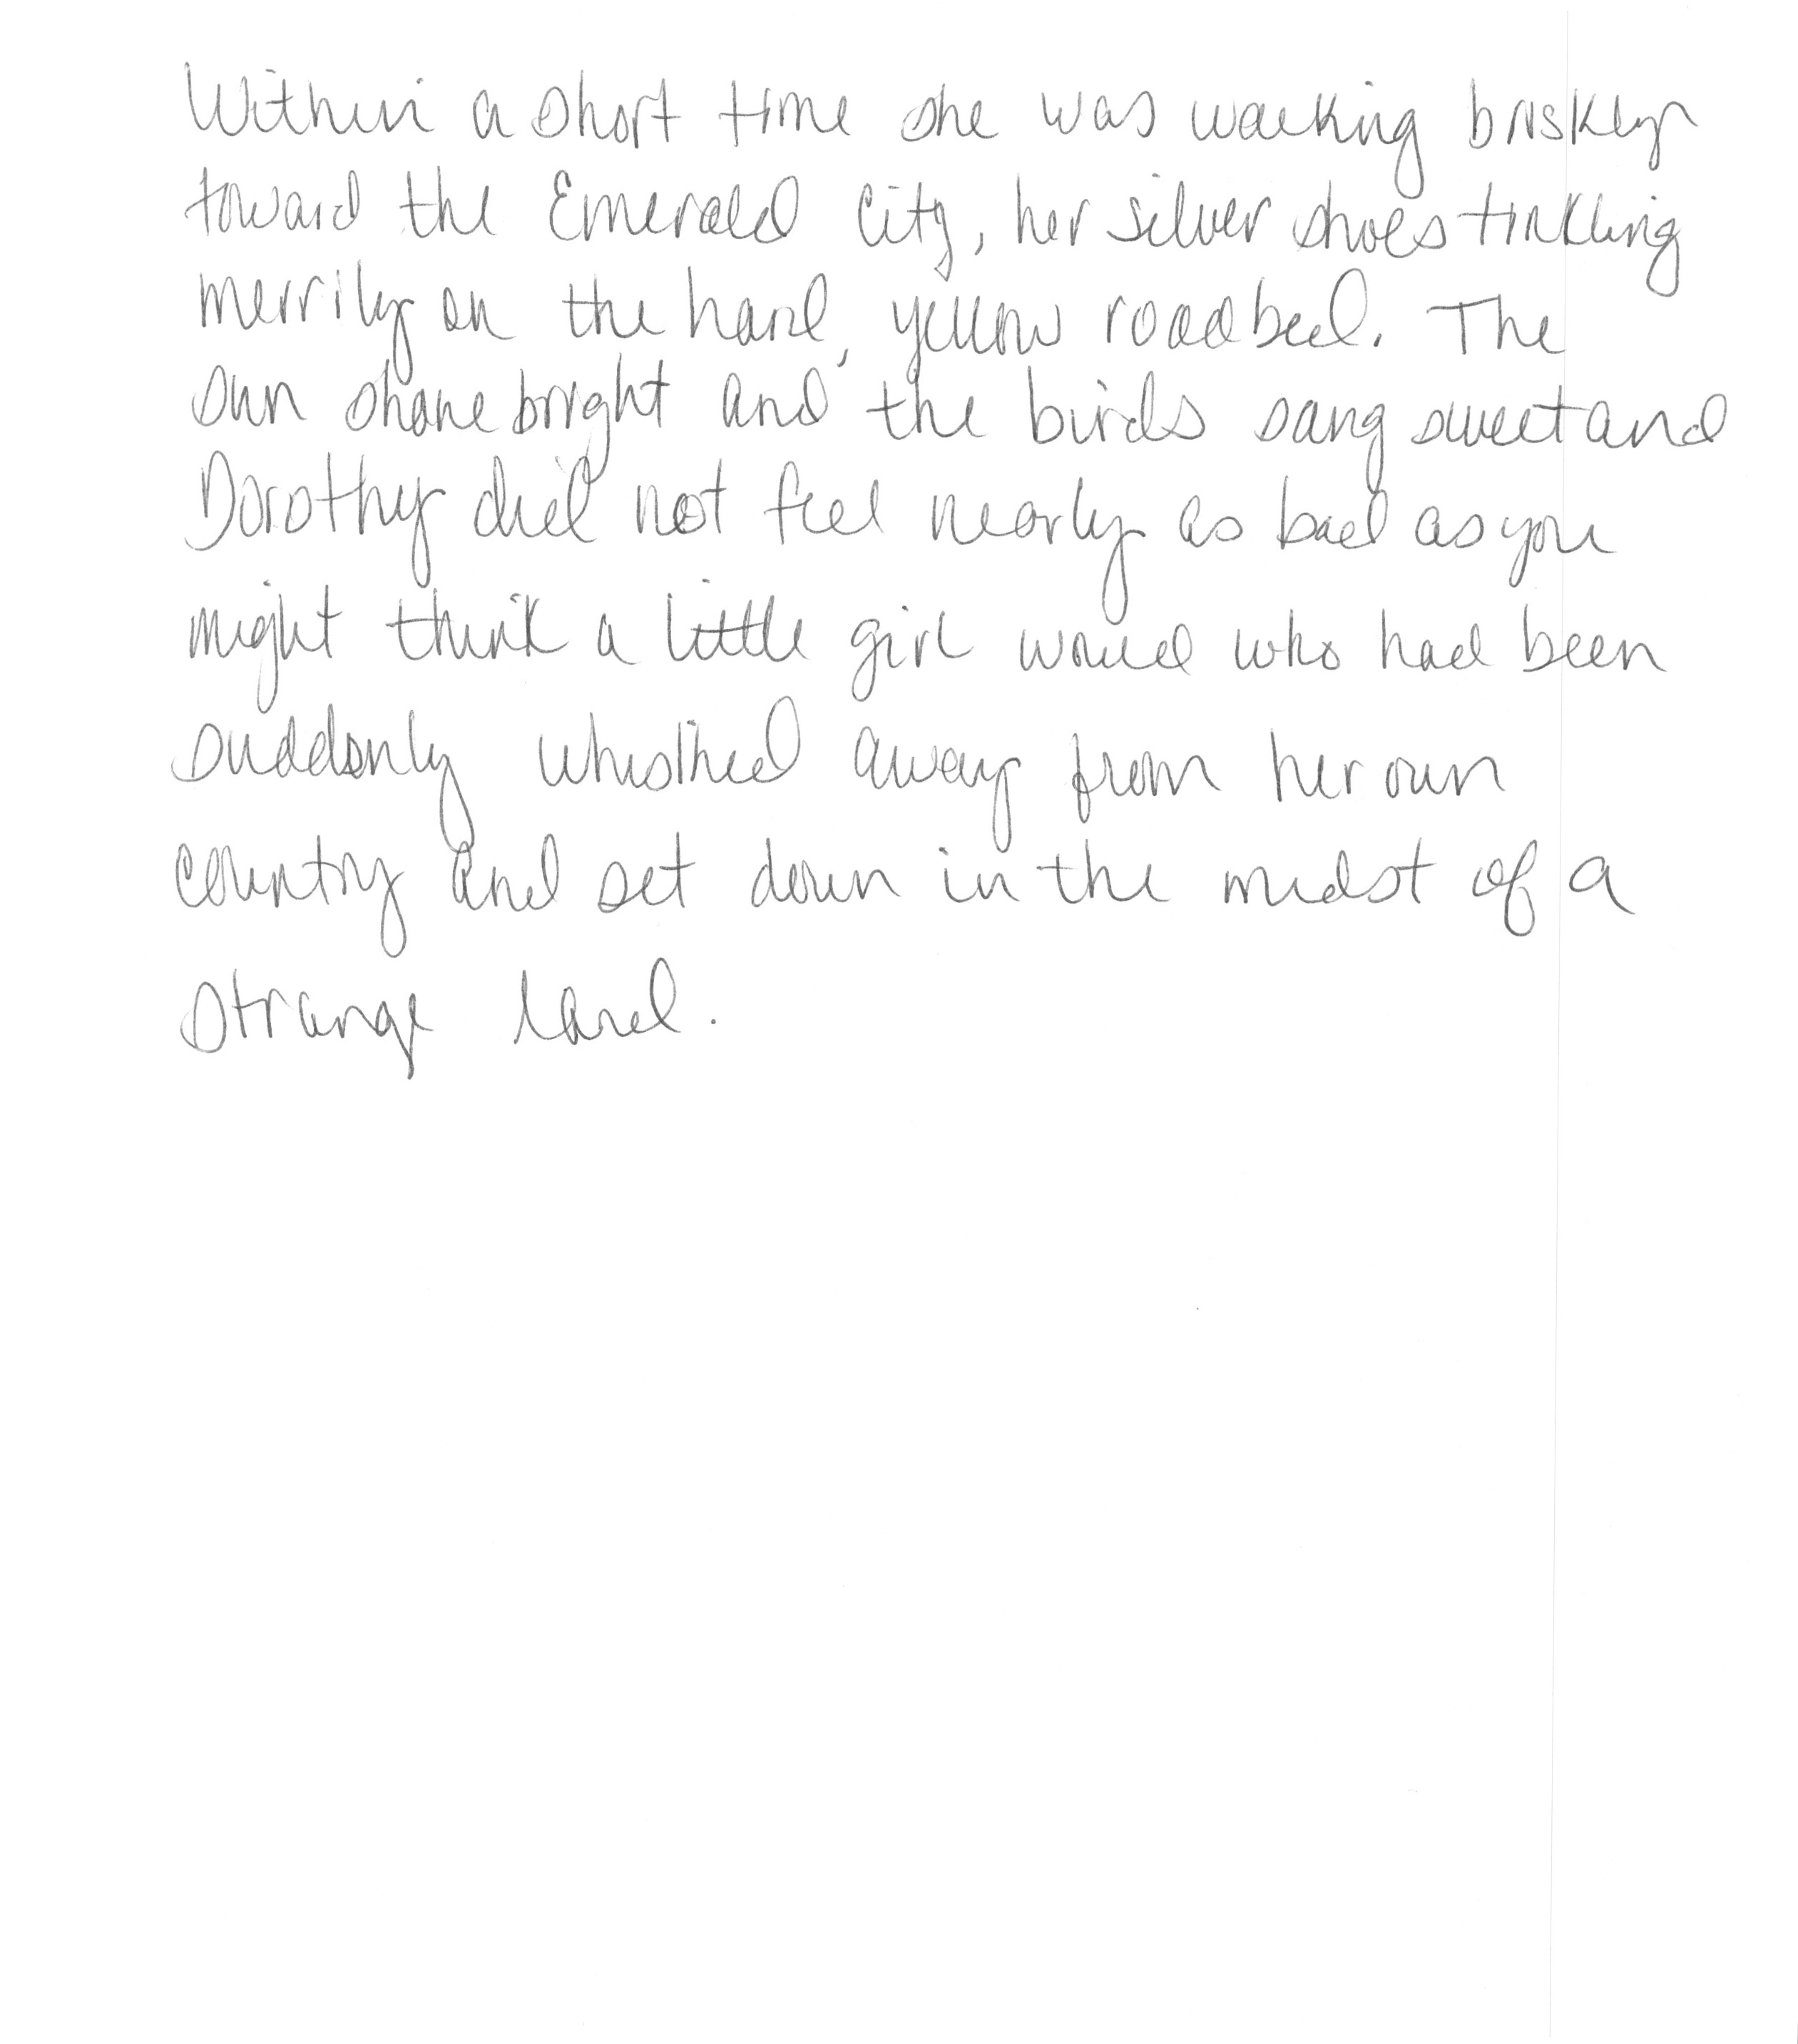 Within a short time she was walking briskly
toward the Emerald City, her silver shoes tinkling
merrily on the hard, yellow roadbed. The
sun shone bright and the birds sang sweet and
Dorothy did not feel nearly as bad as you
might think a little girl would who had been
suddenly whisked away from her own
country and set down in the midst of a
strange land.